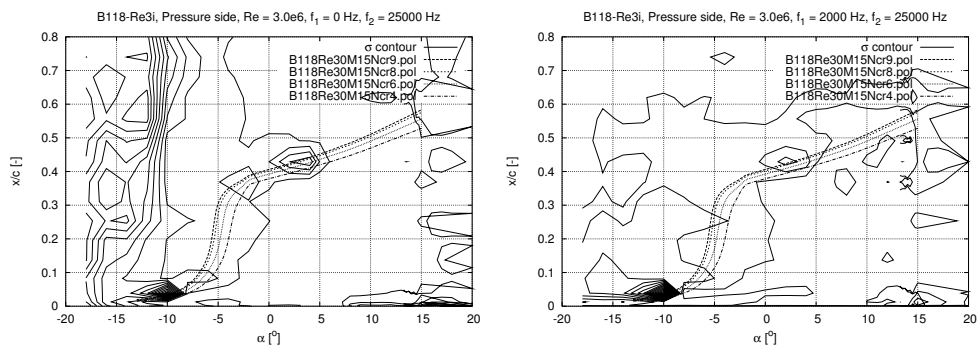 B118-Re3i, Pressure side, Re = 3.0e6, f1 = 0 Hz, f2 = 25000 Hz
σ contour
B118Re30M15Ncr9.pol
B118Re30M15Ncr8.pol
B118Re30M15Ncr6.pol
B118Re30M15Ncr4.pol
0.8
0.7
0.6
0.5
0.4
0.3
0.2
0.1
0
x/c [-]
-20 -15 -10 -5 0 5 10 15 20
α [°]
B118-Re3i, Pressure side, Re = 3.0e6, f1 = 2000 Hz, f2 = 25000 Hz
σ contour
B118Re30M15Ncr9.pol
B118Re30M15Ncr8.pol
B118Re30M15Ncr6.pol
B118Re30M15Ncr4.pol
0.8
0.7
0.6
0.5
0.4
0.3
0.2
0.1
0
x/c [-]
-20 -15 -10 -5 0 5 10 15 20
α [°]